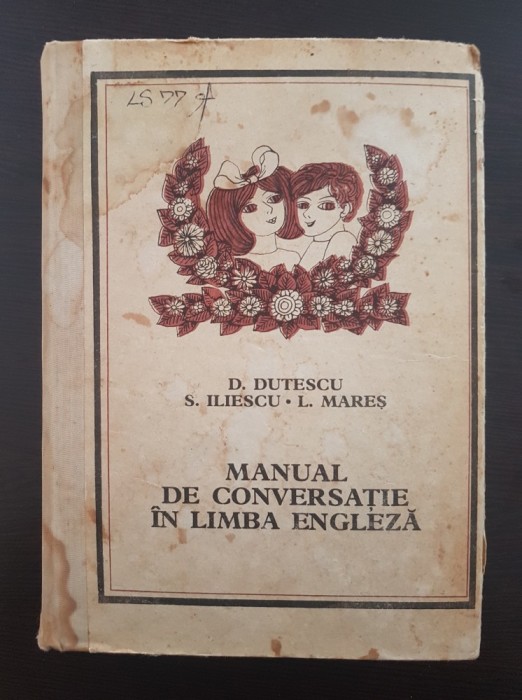 LS 77
D. DUTESCU
S. ILIESCU • L. MAREȘ
MANUAL
DE CONVERSAȚIE
ÎN LIMBA ENGLEZĂ